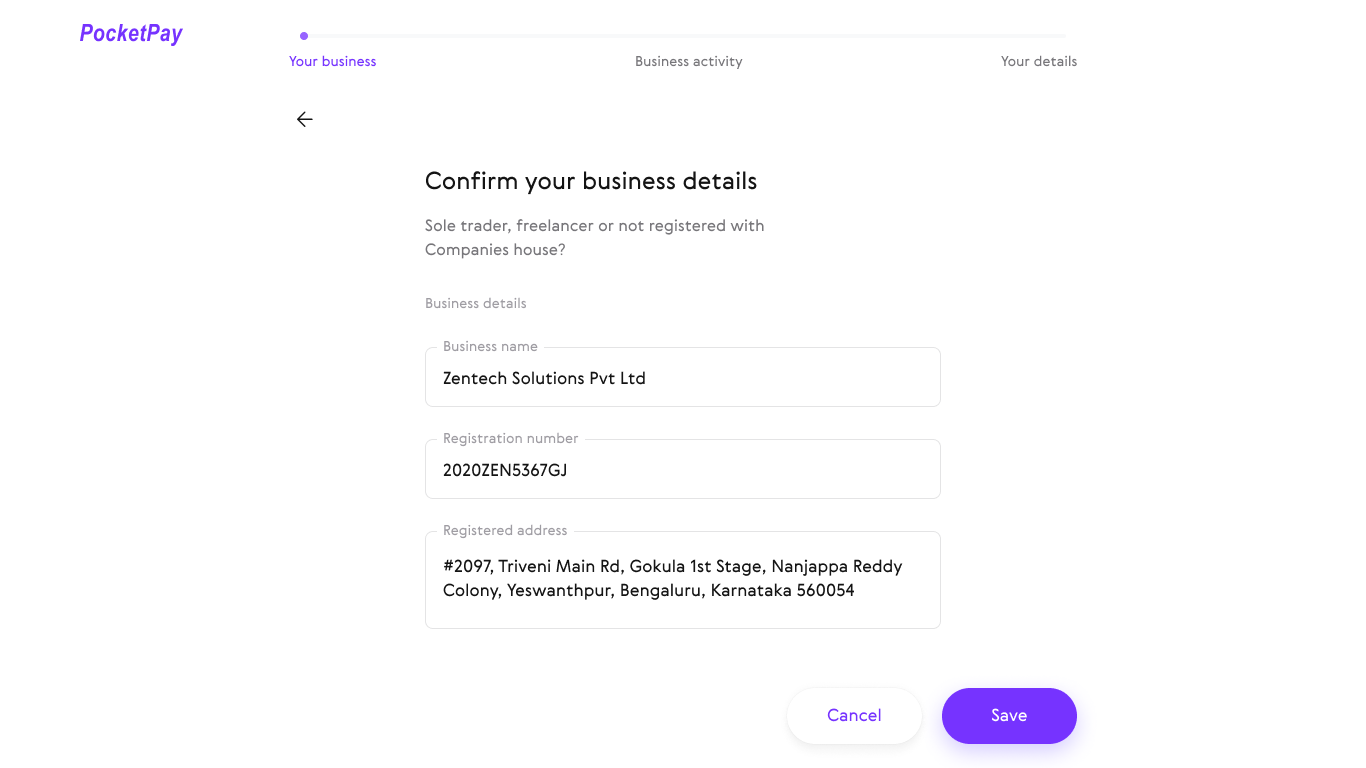 PocketPay
Your business
Business activity
Your details
Confirm your business details
Sole trader, freelancer or not registered with
Companies house?
Business details
Business name
Zentech Solutions Pvt Ltd
Registration number
2020ZEN5367GJ
Registered address
#2097, Triveni Main Rd, Gokula 1st Stage, Nanjappa Reddy
Colony, Yeswanthpur, Bengaluru, Karnataka 560054
Cancel
Save